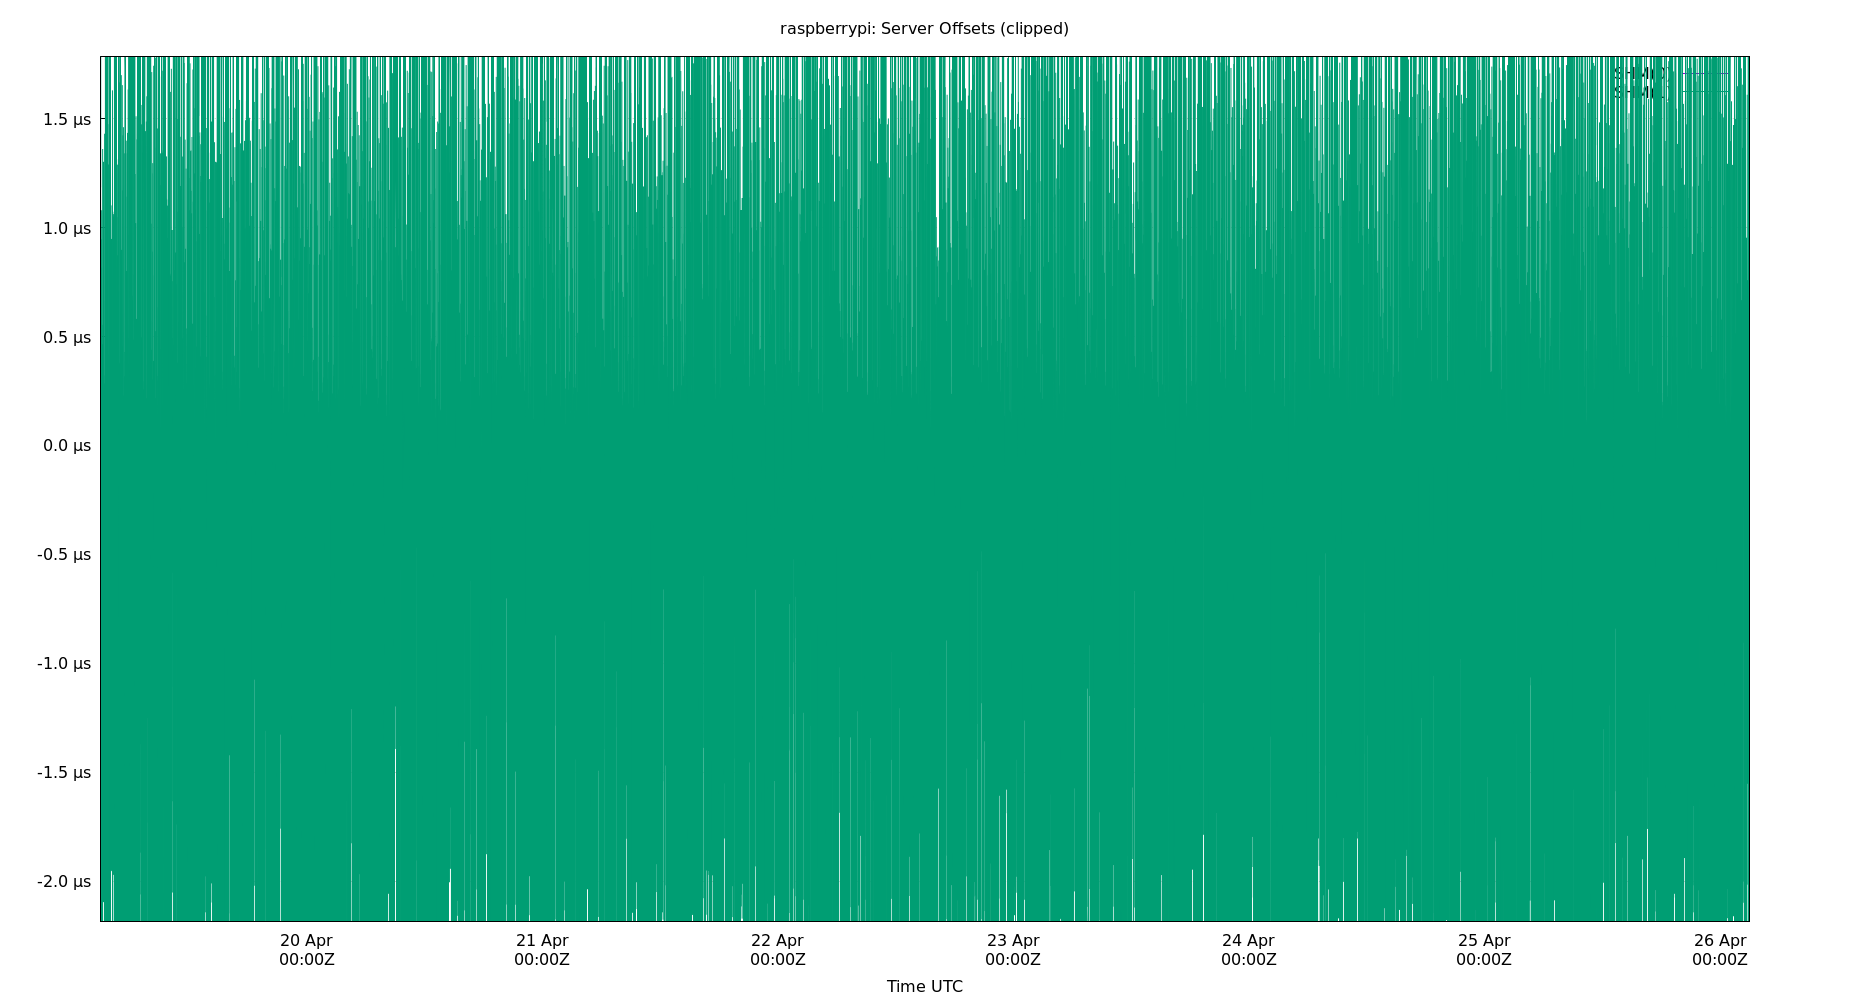 raspberrypi: Server Offsets (clipped)
1.5 µs
1.0 µs
0.5 µs
0.0 µs
-0.5 µs
-1.0 µs
-1.5 µs
-2.0 µs
20 Apr 21 Apr 22 Apr 23 Apr 24 Apr 25 Apr 26 Apr
00:00Z 00:00Z 00:00Z 00:00Z 00:00Z 00:00Z 00:00Z
Time UTC